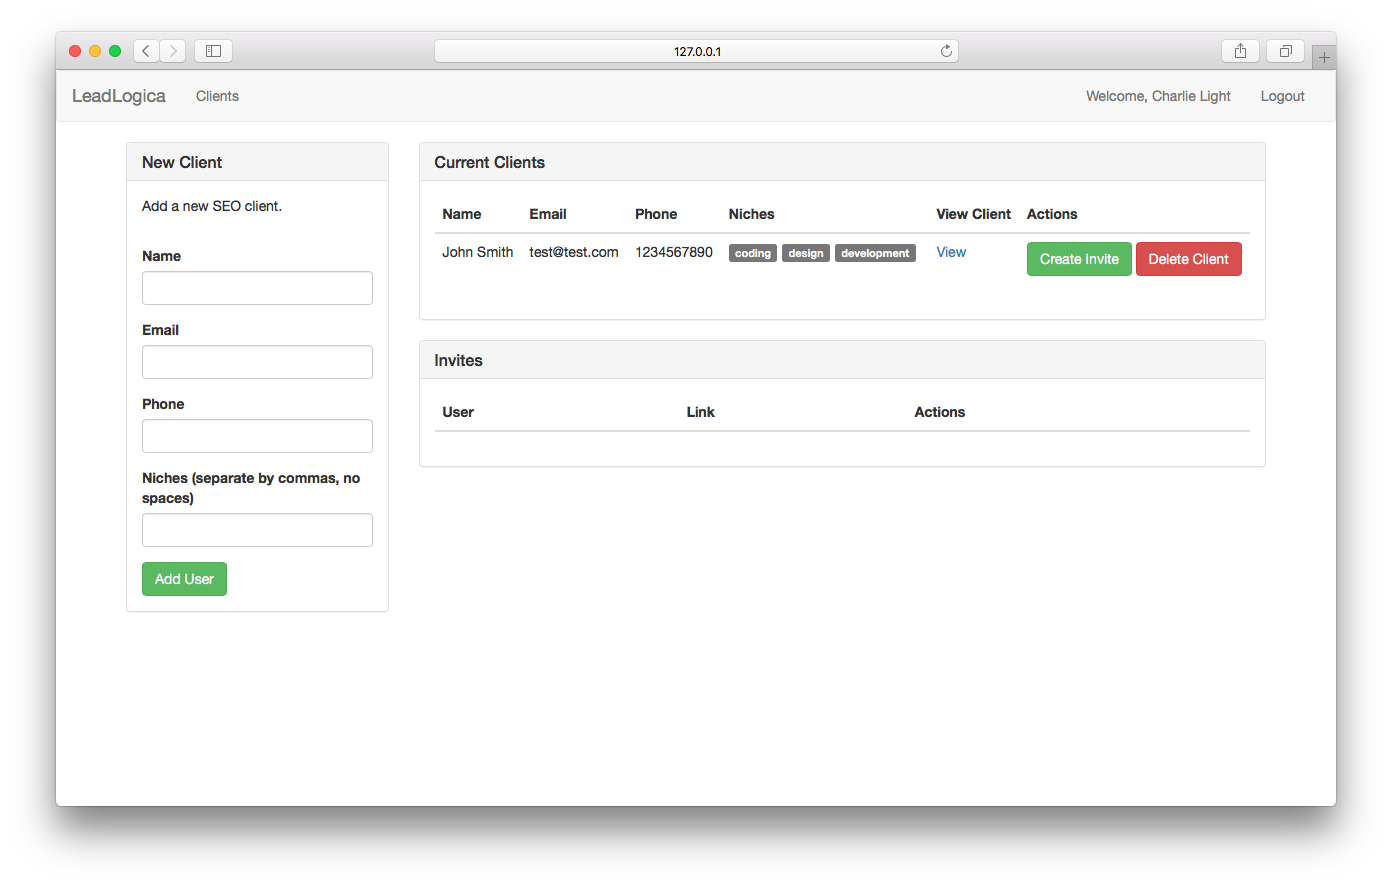 127.0.0.1
LeadLogica Clients Welcome, Charlie Light Logout
New Client
Add a new SEO client.
Name
Email
Phone
Niches (separate by commas, no
spaces)
Add User
Current Clients
Name Email Phone Niches View Client Actions
John Smith test@test.com 1234567890 coding design development View Create Invite Delete Client
Invites
User Link Actions